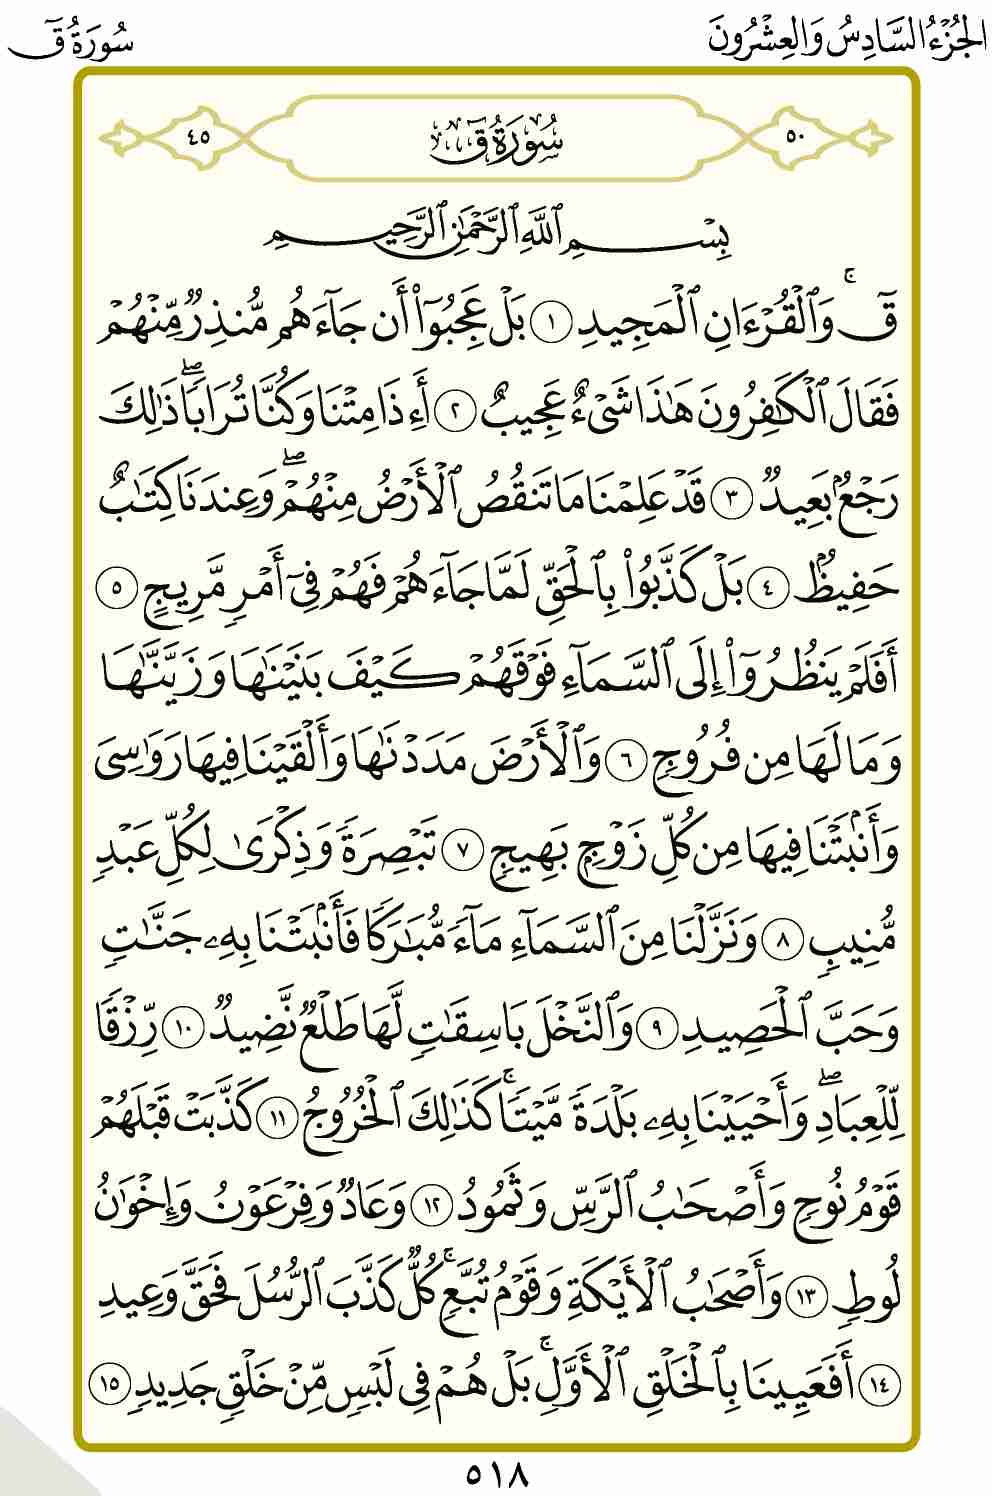 الجُزْءُ السَّادِسُ وَالعِشْرُونَ
سُورَةُ قٓ
٥٠
سُورَةُ قٓ
٤٥
بِسْمِ ٱللَّهِ ٱلرَّحْمَٰنِ ٱلرَّحِيمِ
قٓۚ وَٱلْقُرْءَانِ ٱلْمَجِيدِ ١ بَلْ عَجِبُوٓا۟ أَن جَآءَهُم مُّنذِرٌ مِّنْهُمْ
فَقَالَ ٱلْكَٰفِرُونَ هَٰذَا شَىْءٌ عَجِيبٌ ٢ أَءِذَا مِتْنَا وَكُنَّا تُرَابًاۖ ذَٰلِكَ
رَجْعٌۢ بَعِيدٌ ٣ قَدْ عَلِمْنَا مَا تَنقُصُ ٱلْأَرْضُ مِنْهُمْۖ وَعِندَنَا كِتَٰبٌ
حَفِيظٌۢ ٤ بَلْ كَذَّبُوا۟ بِٱلْحَقِّ لَمَّا جَآءَهُمْ فَهُمْ فِىٓ أَمْرٍ مَّرِيجٍ ٥
أَفَلَمْ يَنظُرُوٓا۟ إِلَى ٱلسَّمَآءِ فَوْقَهُمْ كَيْفَ بَنَيْنَٰهَا وَزَيَّنَّٰهَا
وَمَا لَهَا مِن فُرُوجٍ ٦ وَٱلْأَرْضَ مَدَدْنَٰهَا وَأَلْقَيْنَا فِيهَا رَوَٰسِىَ
وَأَنۢبَتْنَا فِيهَا مِن كُلِّ زَوْجٍۭ بَهِيجٍ ٧ تَبْصِرَةً وَذِكْرَىٰ لِكُلِّ عَبْدٍ
مُّنِيبٍ ٨ وَنَزَّلْنَا مِنَ ٱلسَّمَآءِ مَآءً مُّبَٰرَكًا فَأَنۢبَتْنَا بِهِۦ جَنَّٰتٍ
وَحَبَّ ٱلْحَصِيدِ ٩ وَٱلنَّخْلَ بَاسِقَٰتٍ لَّهَا طَلْعٌ نَّضِيدٌ ١٠ رِّزْقًا
لِّلْعِبَادِۖ وَأَحْيَيْنَا بِهِۦ بَلْدَةً مَّيْتًاۚ كَذَٰلِكَ ٱلْخُرُوجُ ١١ كَذَّبَتْ قَبْلَهُمْ
قَوْمُ نُوحٍ وَأَصْحَٰبُ ٱلرَّسِّ وَثَمُودُ ١٢ وَعَادٌ وَفِرْعَوْنُ وَإِخْوَٰنُ
لُوطٍ ١٣ وَأَصْحَٰبُ ٱلْأَيْكَةِ وَقَوْمُ تُبَّعٍۚ كُلٌّ كَذَّبَ ٱلرُّسُلَ فَحَقَّ وَعِيدِ
١٤ أَفَعَيِينَا بِٱلْخَلْقِ ٱلْأَوَّلِۚ بَلْ هُمْ فِى لَبْسٍ مِّنْ خَلْقٍ جَدِيدٍ ١٥
٥١٨